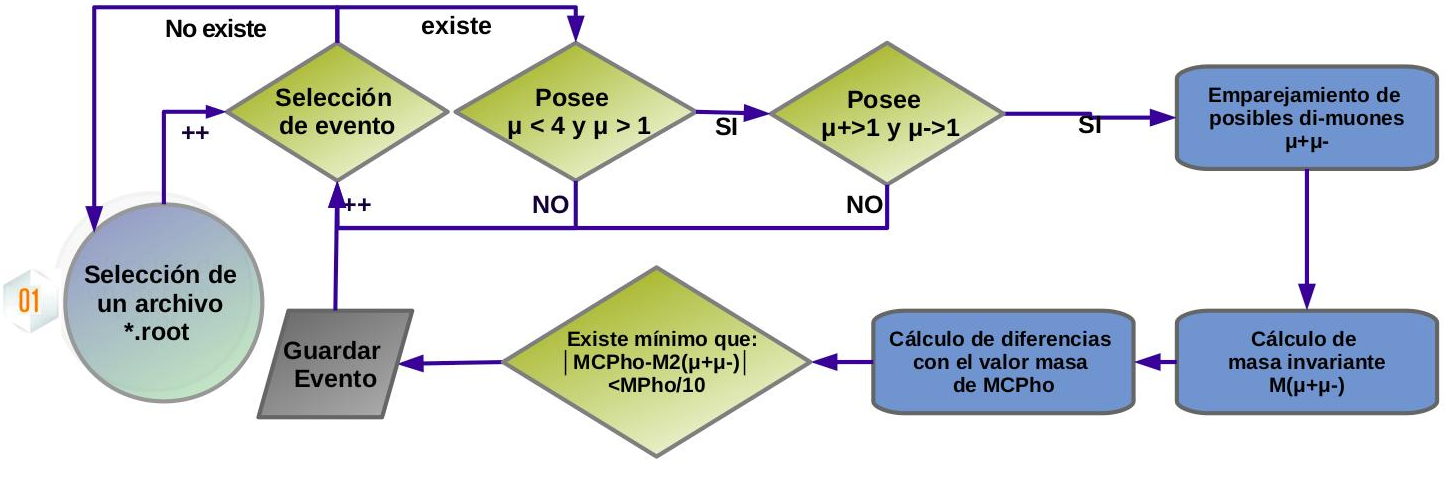 No existe
existe
Selección
de evento
Posee
μ < 4 y μ > 1
SI
Posee
μ+>1 y μ->1
SI
Emparejamiento de
posibles di-muones
μ+μ-
++
++
NO
NO
01
Selección de
un archivo
*.root
Guardar
Evento
Existe mínimo que:
|MCPho-M2(μ+μ-)|
<MPho/10
Cálculo de diferencias
con el valor masa
de MCPho
Cálculo de
masa invariante
M(μ+μ-)